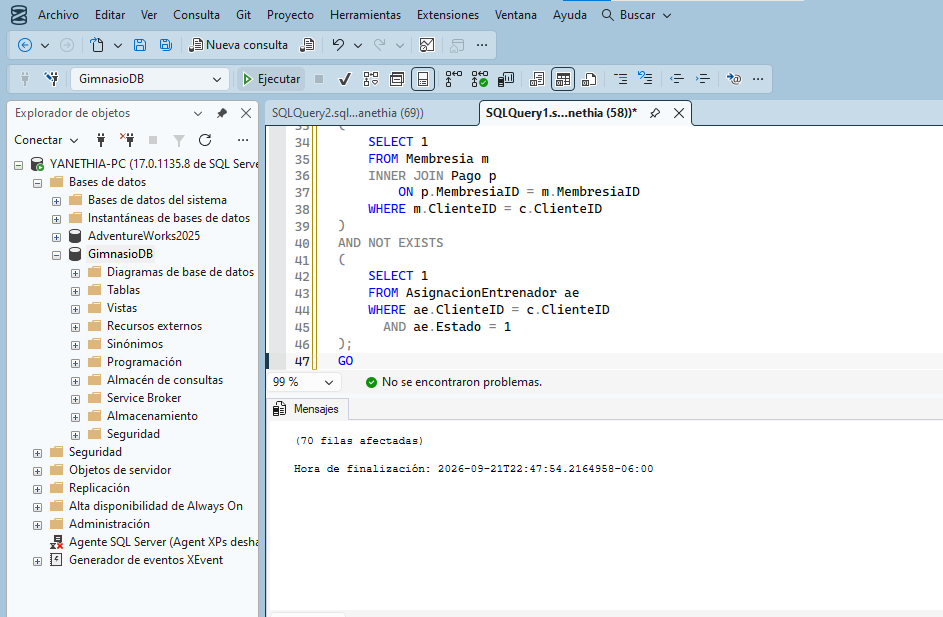 Archivo Editar Ver Consulta Git Proyecto Herramientas Extensiones Ventana Ayuda Buscar
Nueva consulta
GimnasioDB Ejecutar
Explorador de objetos
Conectar
YANETHIA-PC (17.0.1135.8 de SQL Serve
Bases de datos
Bases de datos del sistema
Instantáneas de bases de datos
AdventureWorks2025
GimnasioDB
Diagramas de base de datos
Tablas
Vistas
Recursos externos
Sinónimos
Programación
Almacén de consultas
Service Broker
Almacenamiento
Seguridad
Seguridad
Objetos de servidor
Replicación
Alta disponibilidad de Always On
Administración
Agente SQL Server (Agent XPs desha
Generador de eventos XEvent
SQLQuery2.sql...anethia (69)) SQLQuery1.s...nethia (58))*
33 (
34 SELECT 1
35 FROM Membresia m
36 INNER JOIN Pago p
37 ON p.MembresiaID = m.MembresiaID
38 WHERE m.ClienteID = c.ClienteID
39 )
40 AND NOT EXISTS
41 (
42 SELECT 1
43 FROM AsignacionEntrenador ae
44 WHERE ae.ClienteID = c.ClienteID
45 AND ae.Estado = 1
46 );
47 GO
99 % No se encontraron problemas.
Mensajes
(70 filas afectadas)
Hora de finalización: 2026-09-21T22:47:54.2164958-06:00